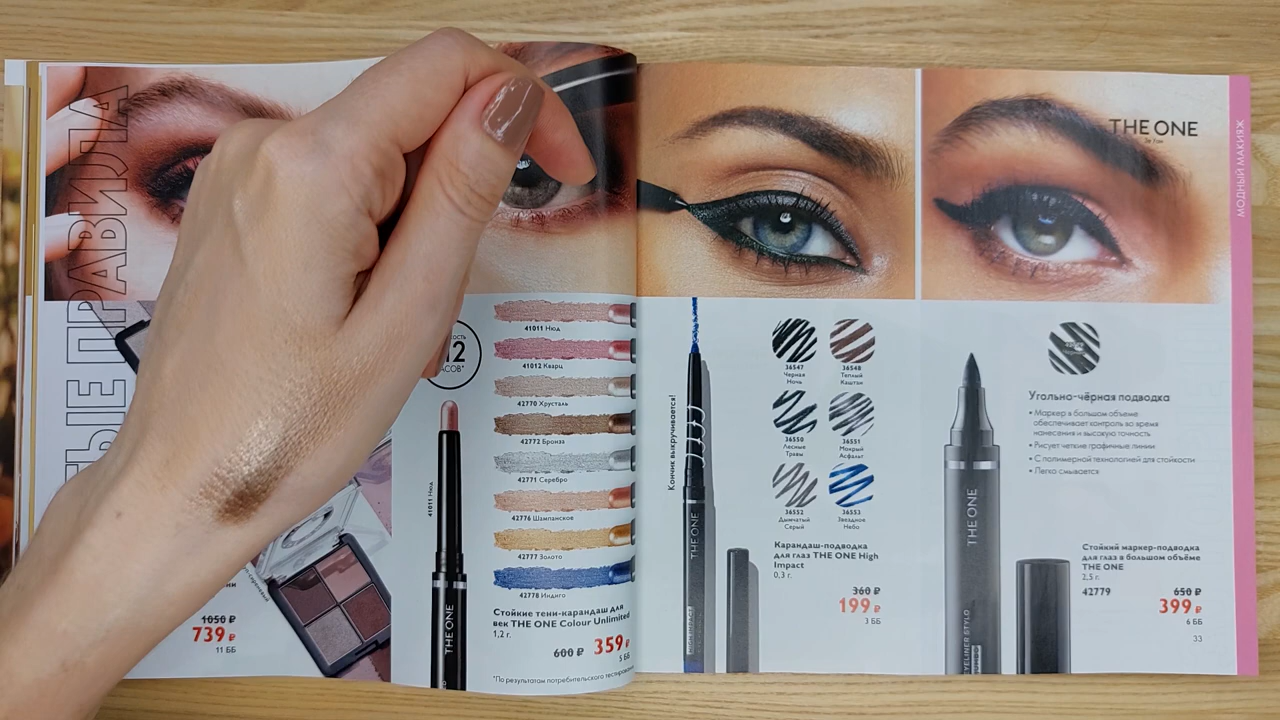 ТЫЕ ПРАВИЛА
1050 ₽
739 ₽
11 ББ
12
41011 Нюд
THE ONE
41011 Нюд
41012 Кварц
42770 Хрусталь
42772 Бронза
42771 Серебро
42776 Шампанское
42777 Золото
42778 Индиго
Стойкие тени-карандаш для
век THE ONE Colour Unlimited
1,2 г.
600 ₽ 359 ₽
5 ББ
*По результатам потребительского тестирования
Кончик выкручивается!
THE ONE
HIGH IMPACT
36547
Черная
Ночь
36548
Теплый
Каштан
36550
Лесные
Травы
36551
Мокрый
Асфальт
36552
Дымчатый
Серый
36553
Звездное
Небо
Карандаш-подводка
для глаз THE ONE High
Impact
0,3 г.
360 ₽
199 ₽
3 ББ
THE ONE
МОДНЫЙ МАКИЯЖ
Угольно-чёрная подводка
• Маркер в большом объеме
обеспечивает контроль во время
нанесения и высокую точность
• Рисует четкие графичные линии
• С полимерной технологией для стойкости
• Легко смывается
THE ONE
EYELINER STYLO
Стойкий маркер-подводка
для глаз в большом объёме
THE ONE
2,5 г.
42779
650 ₽
399 ₽
6 ББ
33